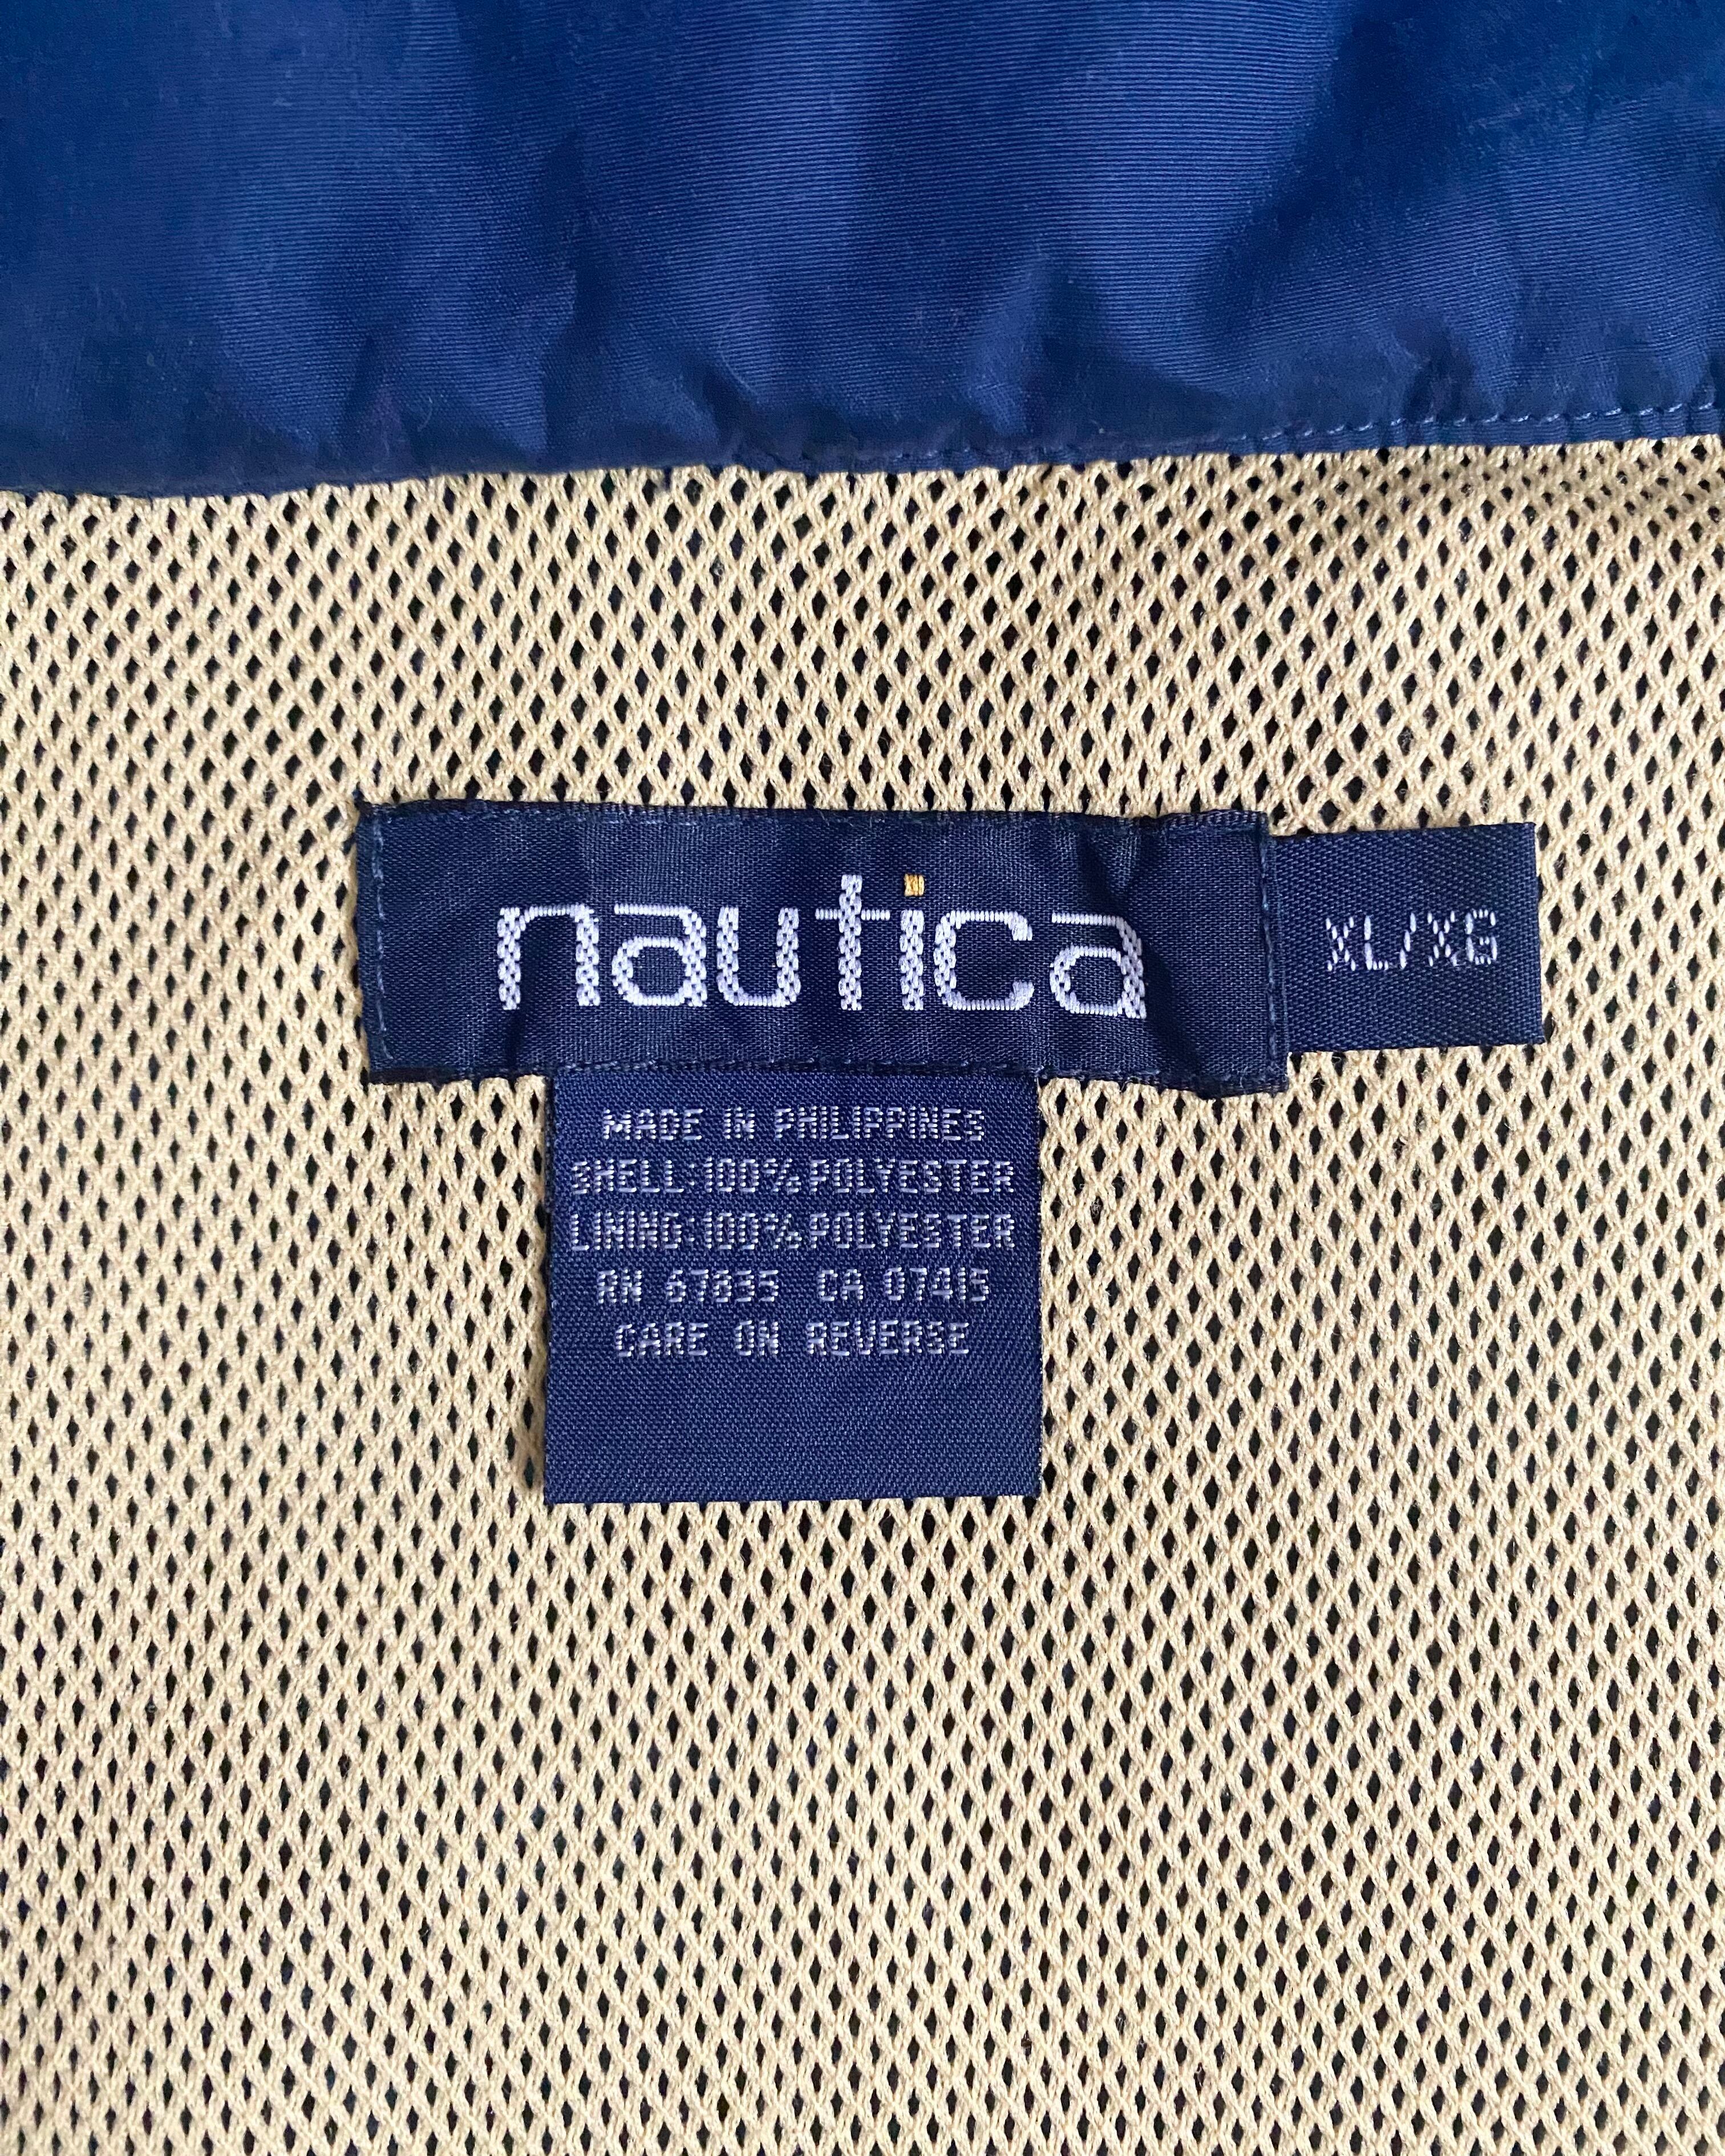 nautica
XL/XG
MADE IN PHILIPPINES
SHELL:100%POLYESTER
LINING:100%POLYESTER
RN 67835 CA 07415
CARE ON REVERSE